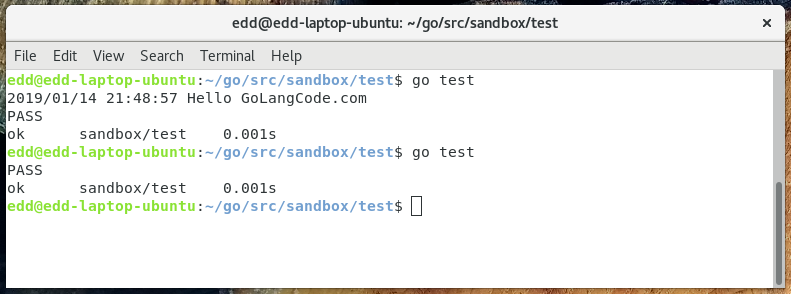 edd@edd-laptop-ubuntu: ~/go/src/sandbox/test
File Edit View Search Terminal Help
edd@edd-laptop-ubuntu:~/go/src/sandbox/test$ go test
2019/01/14 21:48:57 Hello GoLangCode.com
PASS
ok      sandbox/test    0.001s
edd@edd-laptop-ubuntu:~/go/src/sandbox/test$ go test
PASS
ok      sandbox/test    0.001s
edd@edd-laptop-ubuntu:~/go/src/sandbox/test$